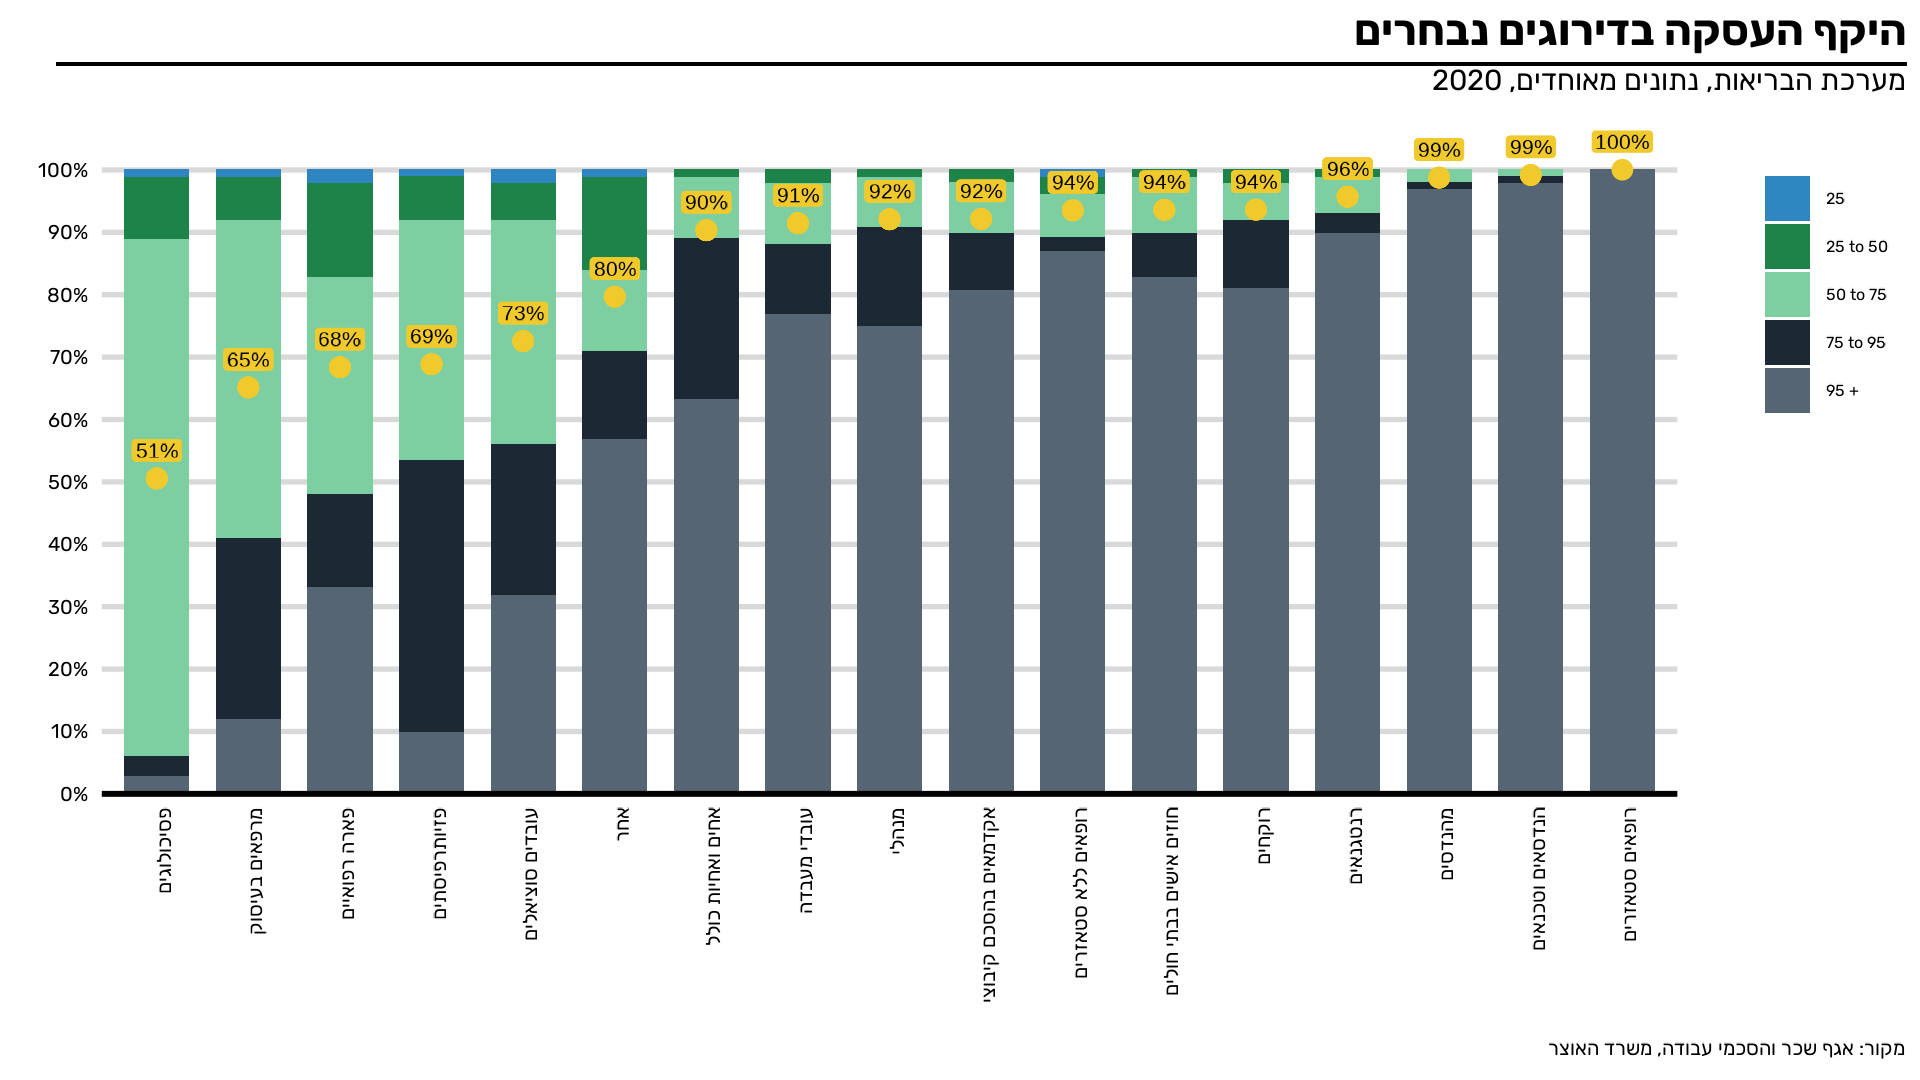 היקף העסקה בדירוגים נבחרים
מערכת הבריאות, נתונים מאוחדים, 2020
100%
90%
80%
70%
60%
50%
40%
30%
20%
10%
0%
51%
65%
68%
69%
73%
80%
90%
91%
92%
92%
94%
94%
94%
96%
99%
99%
100%
25
25 to 50
50 to 75
75 to 95
95 +
פסיכולוגים
מרפאים בעיסוק
פארה רפואיים
פזיותרפיסתים
עובדים סוציאלים
אחר
אחים ואחיות כולל
עובדי מעבדה
מנהלי
אקדמאים בהסכם קיבוצי
רופאים ללא סטאזרים
חוזים אישים בבתי חולים
רוקחים
רנטגנאים
מהנדסים
הנדסאים וטכנאים
רופאים סטאזרים
מקור: אגף שכר והסכמי עבודה, משרד האוצר